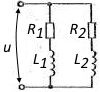 R₁ R₂
u
L₁ L₂